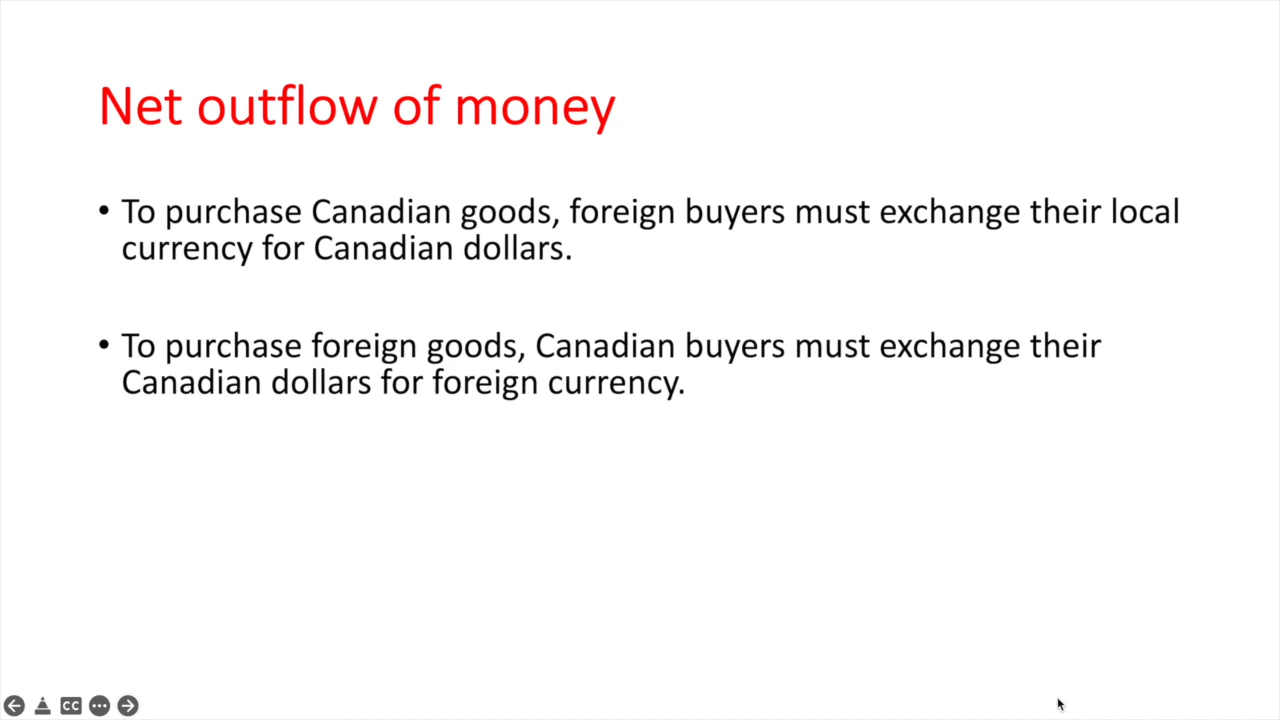 Net outflow of money
• To purchase Canadian goods, foreign buyers must exchange their local
currency for Canadian dollars.
• To purchase foreign goods, Canadian buyers must exchange their
Canadian dollars for foreign currency.
CC